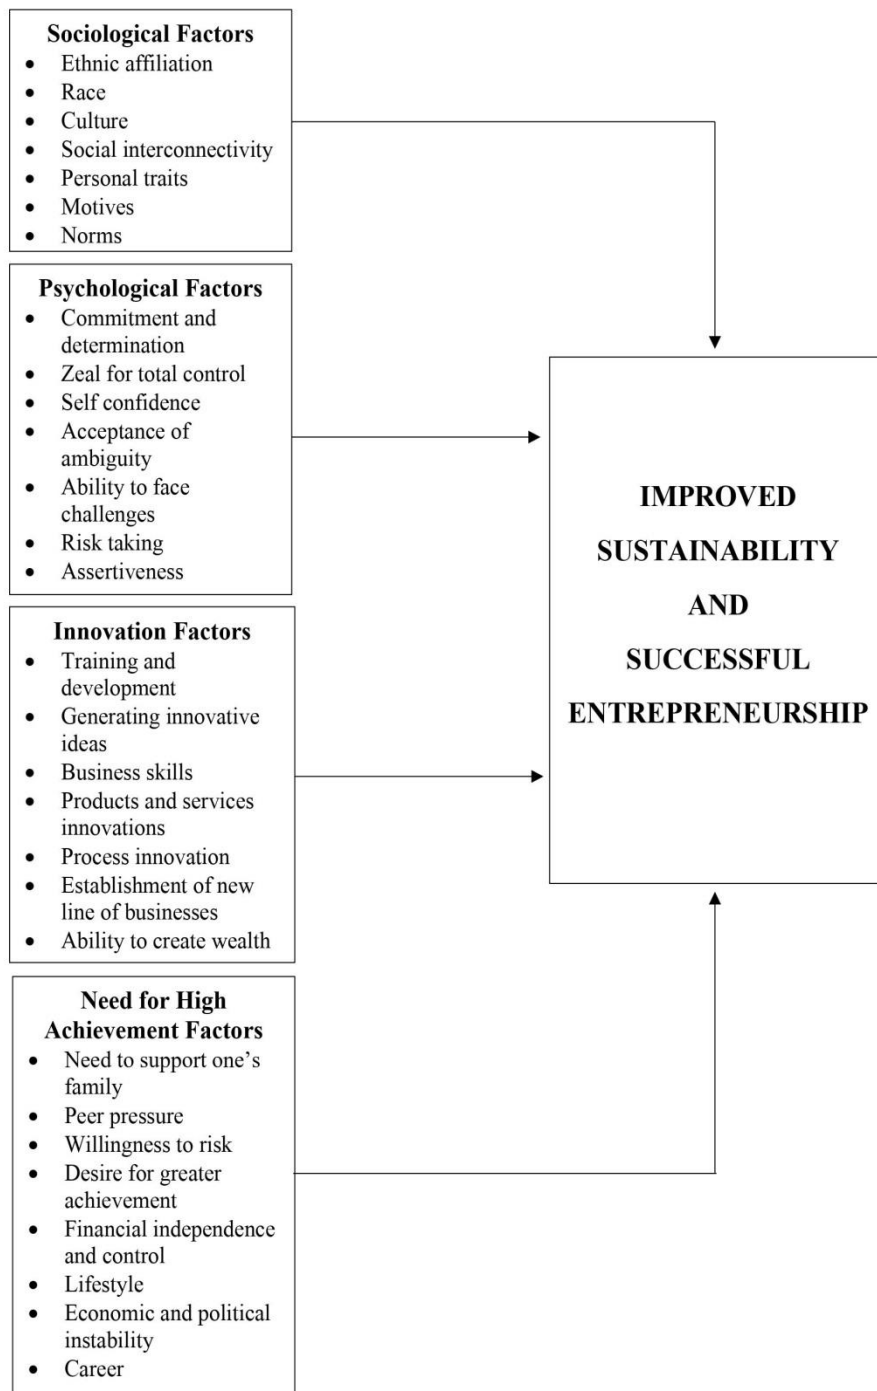 Sociological Factors
• Ethnic affiliation
• Race
• Culture
• Social interconnectivity
• Personal traits
• Motives
• Norms
Psychological Factors
• Commitment and
determination
• Zeal for total control
• Self confidence
• Acceptance of
ambiguity
• Ability to face
challenges
• Risk taking
• Assertiveness
Innovation Factors
• Training and
development
• Generating innovative
ideas
• Business skills
• Products and services
innovations
• Process innovation
• Establishment of new
line of businesses
• Ability to create wealth
Need for High
Achievement Factors
• Need to support one’s
family
• Peer pressure
• Willingness to risk
• Desire for greater
achievement
• Financial independence
and control
• Lifestyle
• Economic and political
instability
• Career
IMPROVED
SUSTAINABILITY
AND
SUCCESSFUL
ENTREPRENEURSHIP